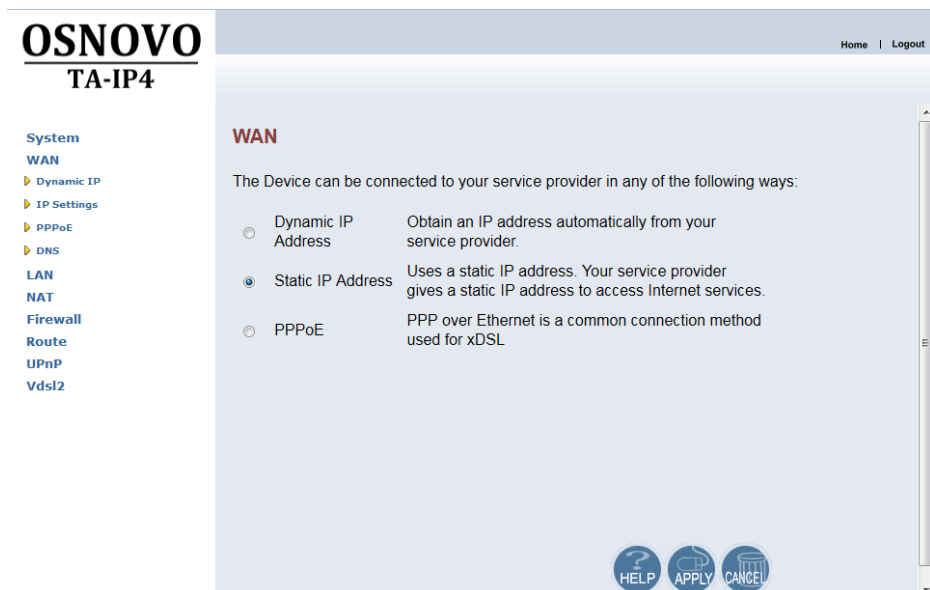 OSNOVO
TA-IP4
Home | Logout
System
WAN
Dynamic IP
IP Settings
PPPoE
DNS
LAN
NAT
Firewall
Route
UPnP
Vdsl2
WAN
The Device can be connected to your service provider in any of the following ways:
Dynamic IP Address
Obtain an IP address automatically from your
service provider.
Static IP Address
Uses a static IP address. Your service provider
gives a static IP address to access Internet services.
PPPoE
PPP over Ethernet is a common connection method
used for xDSL
HELP APPLY CANCEL